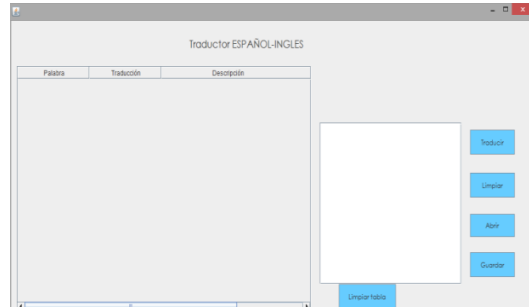 Traductor ESPAÑOL-INGLES
Palabra Traducción Descripción
Traducir
Limpiar
Abrir
Guardar
Limpiar tabla